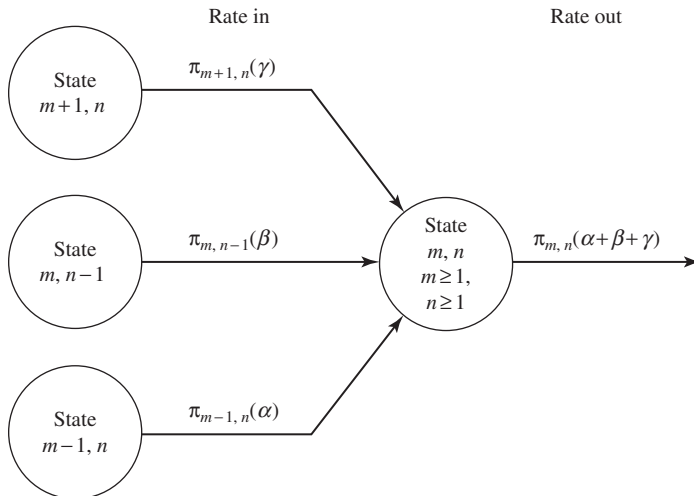 Rate in
Rate out
State
m+1, n
π_{m+1, n}(γ)
State
m, n−1
π_{m, n−1}(β)
State
m, n
m≥1,
n≥1
π_{m, n}(α+β+γ)
State
m−1, n
π_{m−1, n}(α)